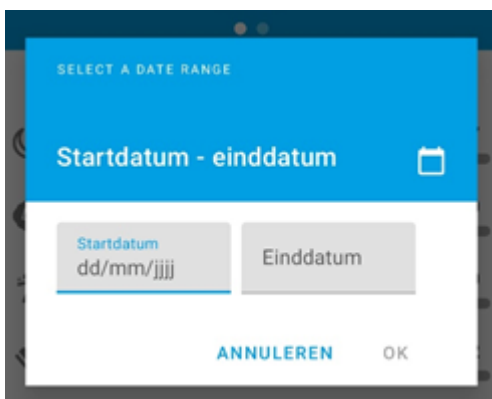 SELECT A DATE RANGE
Startdatum - einddatum
Startdatum
dd/mm/jjjj
Einddatum
ANNULEREN OK